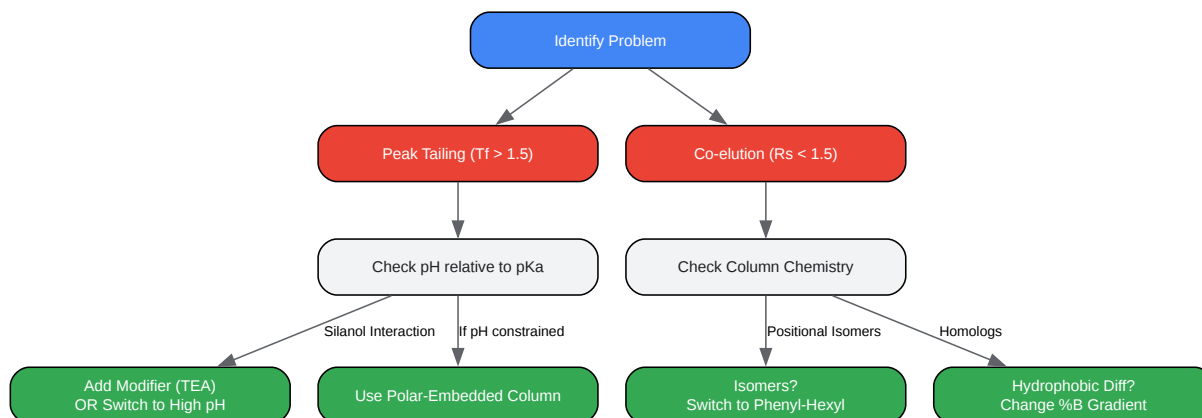 Identify Problem
Peak Tailing (Tf > 1.5)
Co-elution (Rs < 1.5)
Check pH relative to pKa
Check Column Chemistry
Silanol Interaction
If pH constrained
Positional Isomers
Homologs
Add Modifier (TEA)
OR Switch to High pH
Use Polar-Embedded Column
Isomers?
Switch to Phenyl-Hexyl
Hydrophobic Diff?
Change %B Gradient